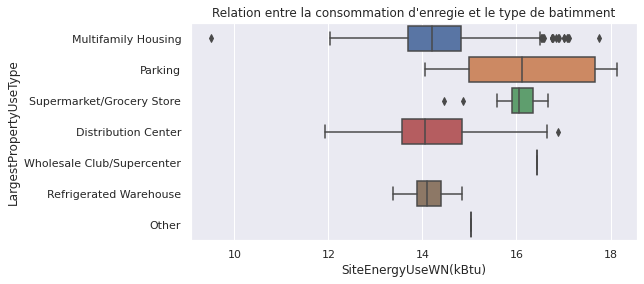 Relation entre la consommation d'enregie et le type de batimment
LargestPropertyUseType
Multifamily Housing
Parking
Supermarket/Grocery Store
Distribution Center
Wholesale Club/Supercenter
Refrigerated Warehouse
Other
10 12 14 16 18
SiteEnergyUseWN(kBtu)